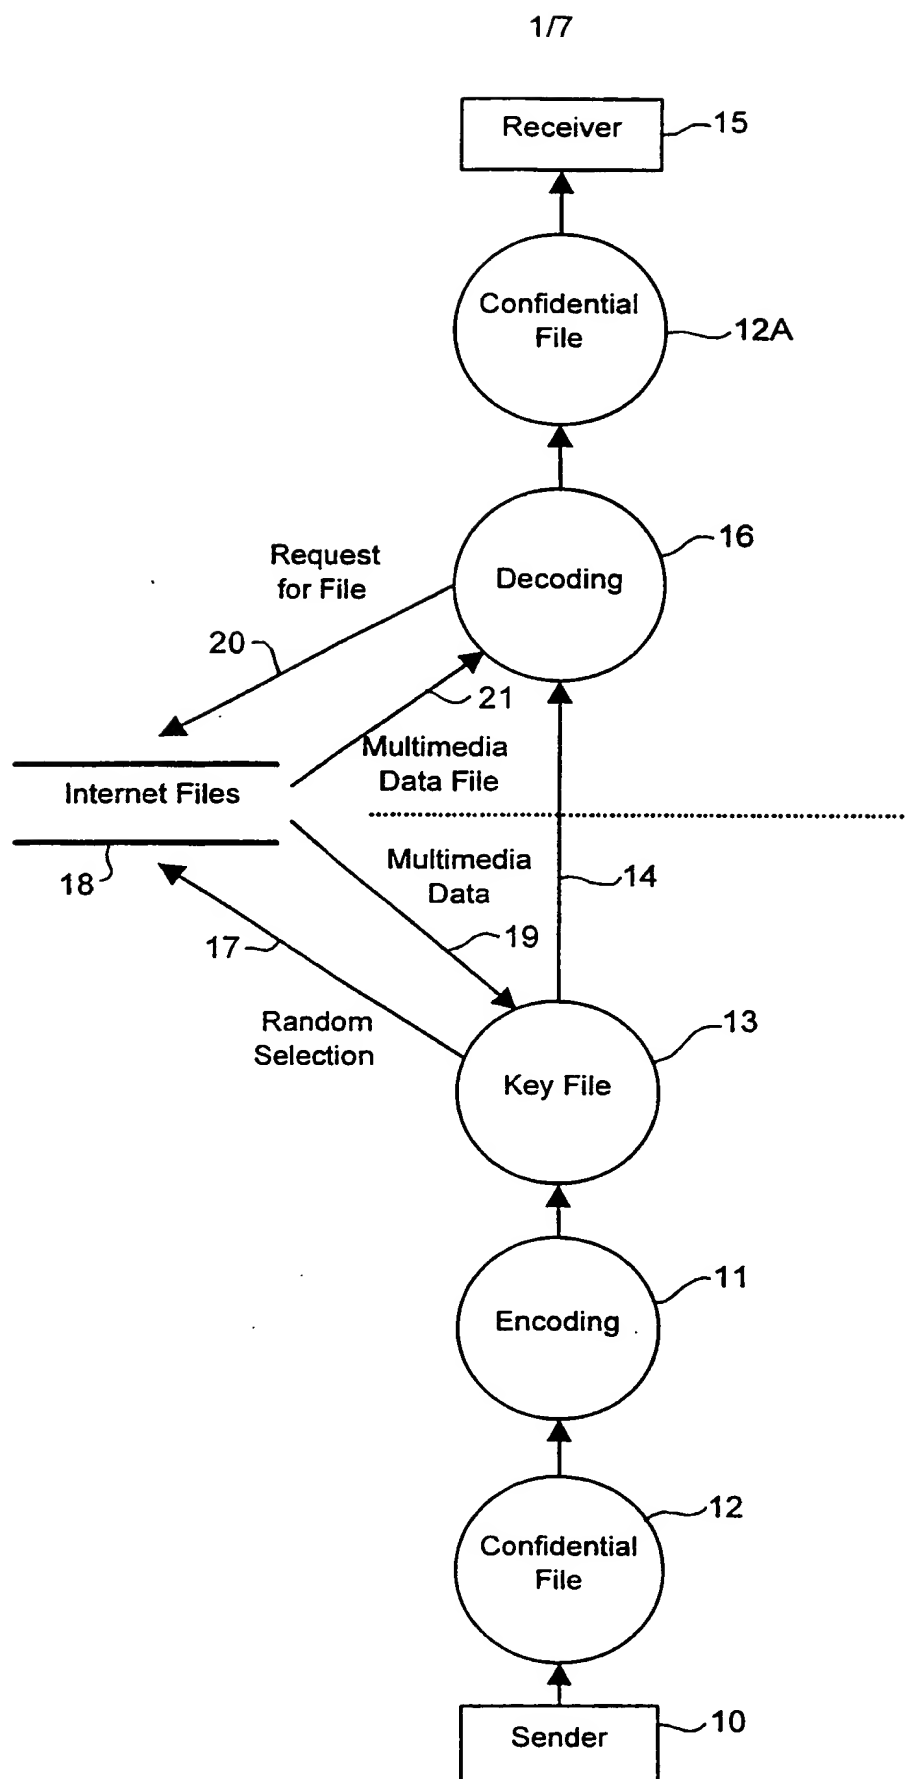 1/7
Receiver
15
Confidential
File
12A
16
Decoding
Request
for File
20
21
Multimedia
Data File
Internet Files
18
Multimedia
Data
14
17
19
Random
Selection
13
Key File
11
Encoding
12
Confidential
File
10
Sender